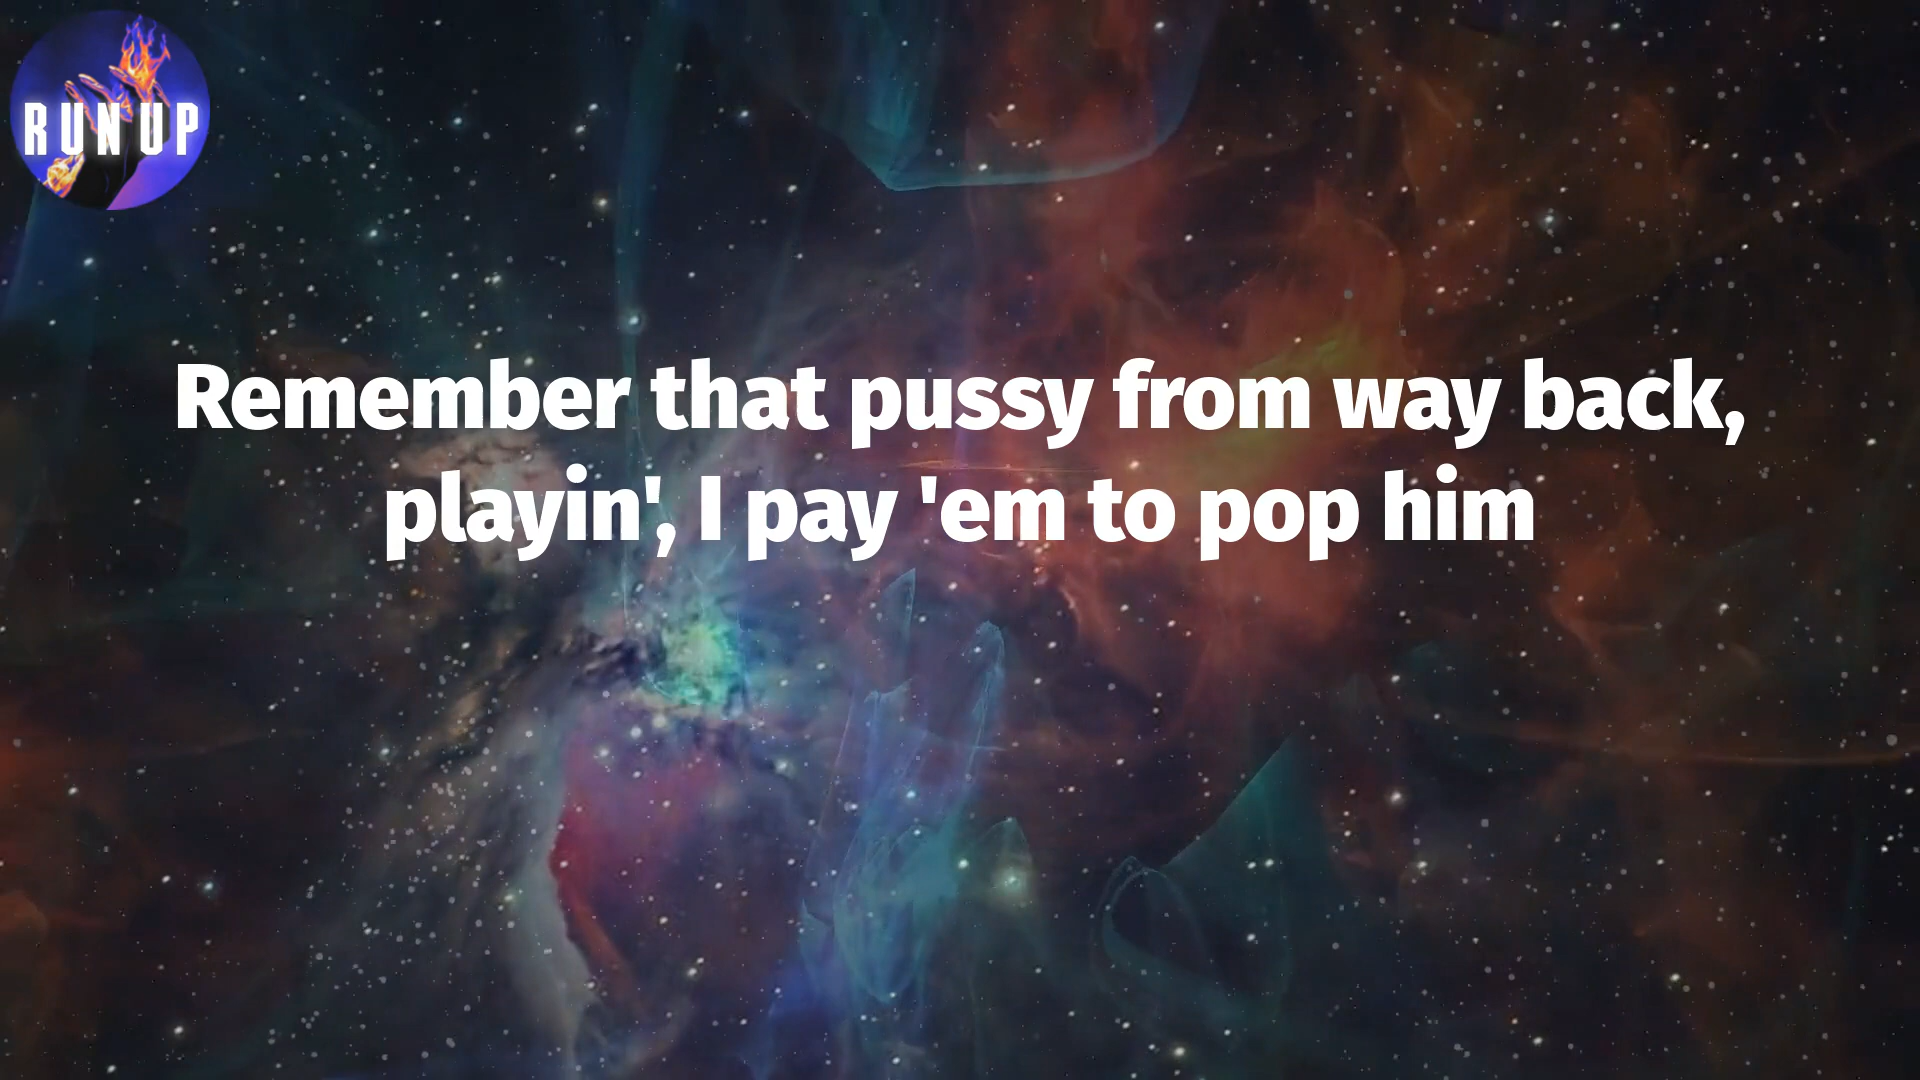 RUN UP
Remember that pussy from way back,
playin', I pay 'em to pop him